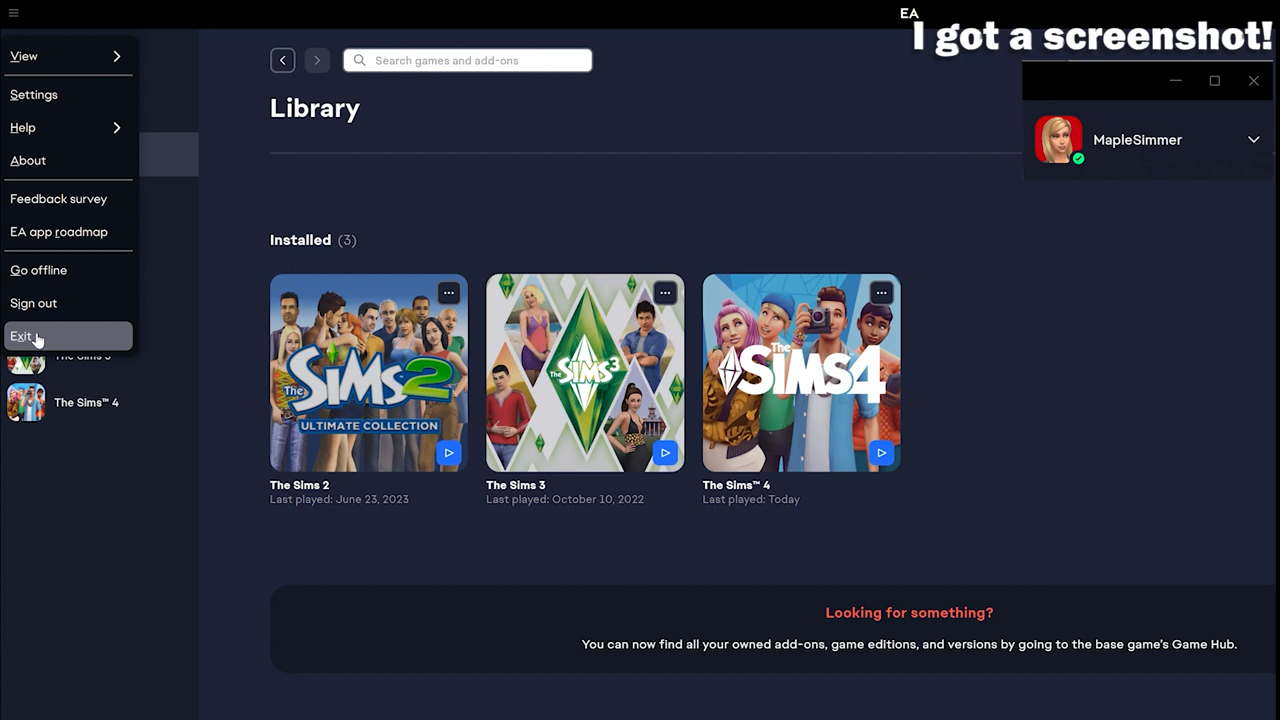 EA
I got a screenshot!
View
Settings
Help
About
Feedback survey
EA app roadmap
Go offline
Sign out
Exit
The Sims 3
The Sims™ 4
Search games and add-ons
MapleSimmer
Library
Installed (3)
The
SiMS 2
ULTIMATE COLLECTION
The SiMS 3
The
SiMS4
The Sims 2
Last played: June 23, 2023
The Sims 3
Last played: October 10, 2022
The Sims™ 4
Last played: Today
Looking for something?
You can now find all your owned add-ons, game editions, and versions by going to the base game's Game Hub.